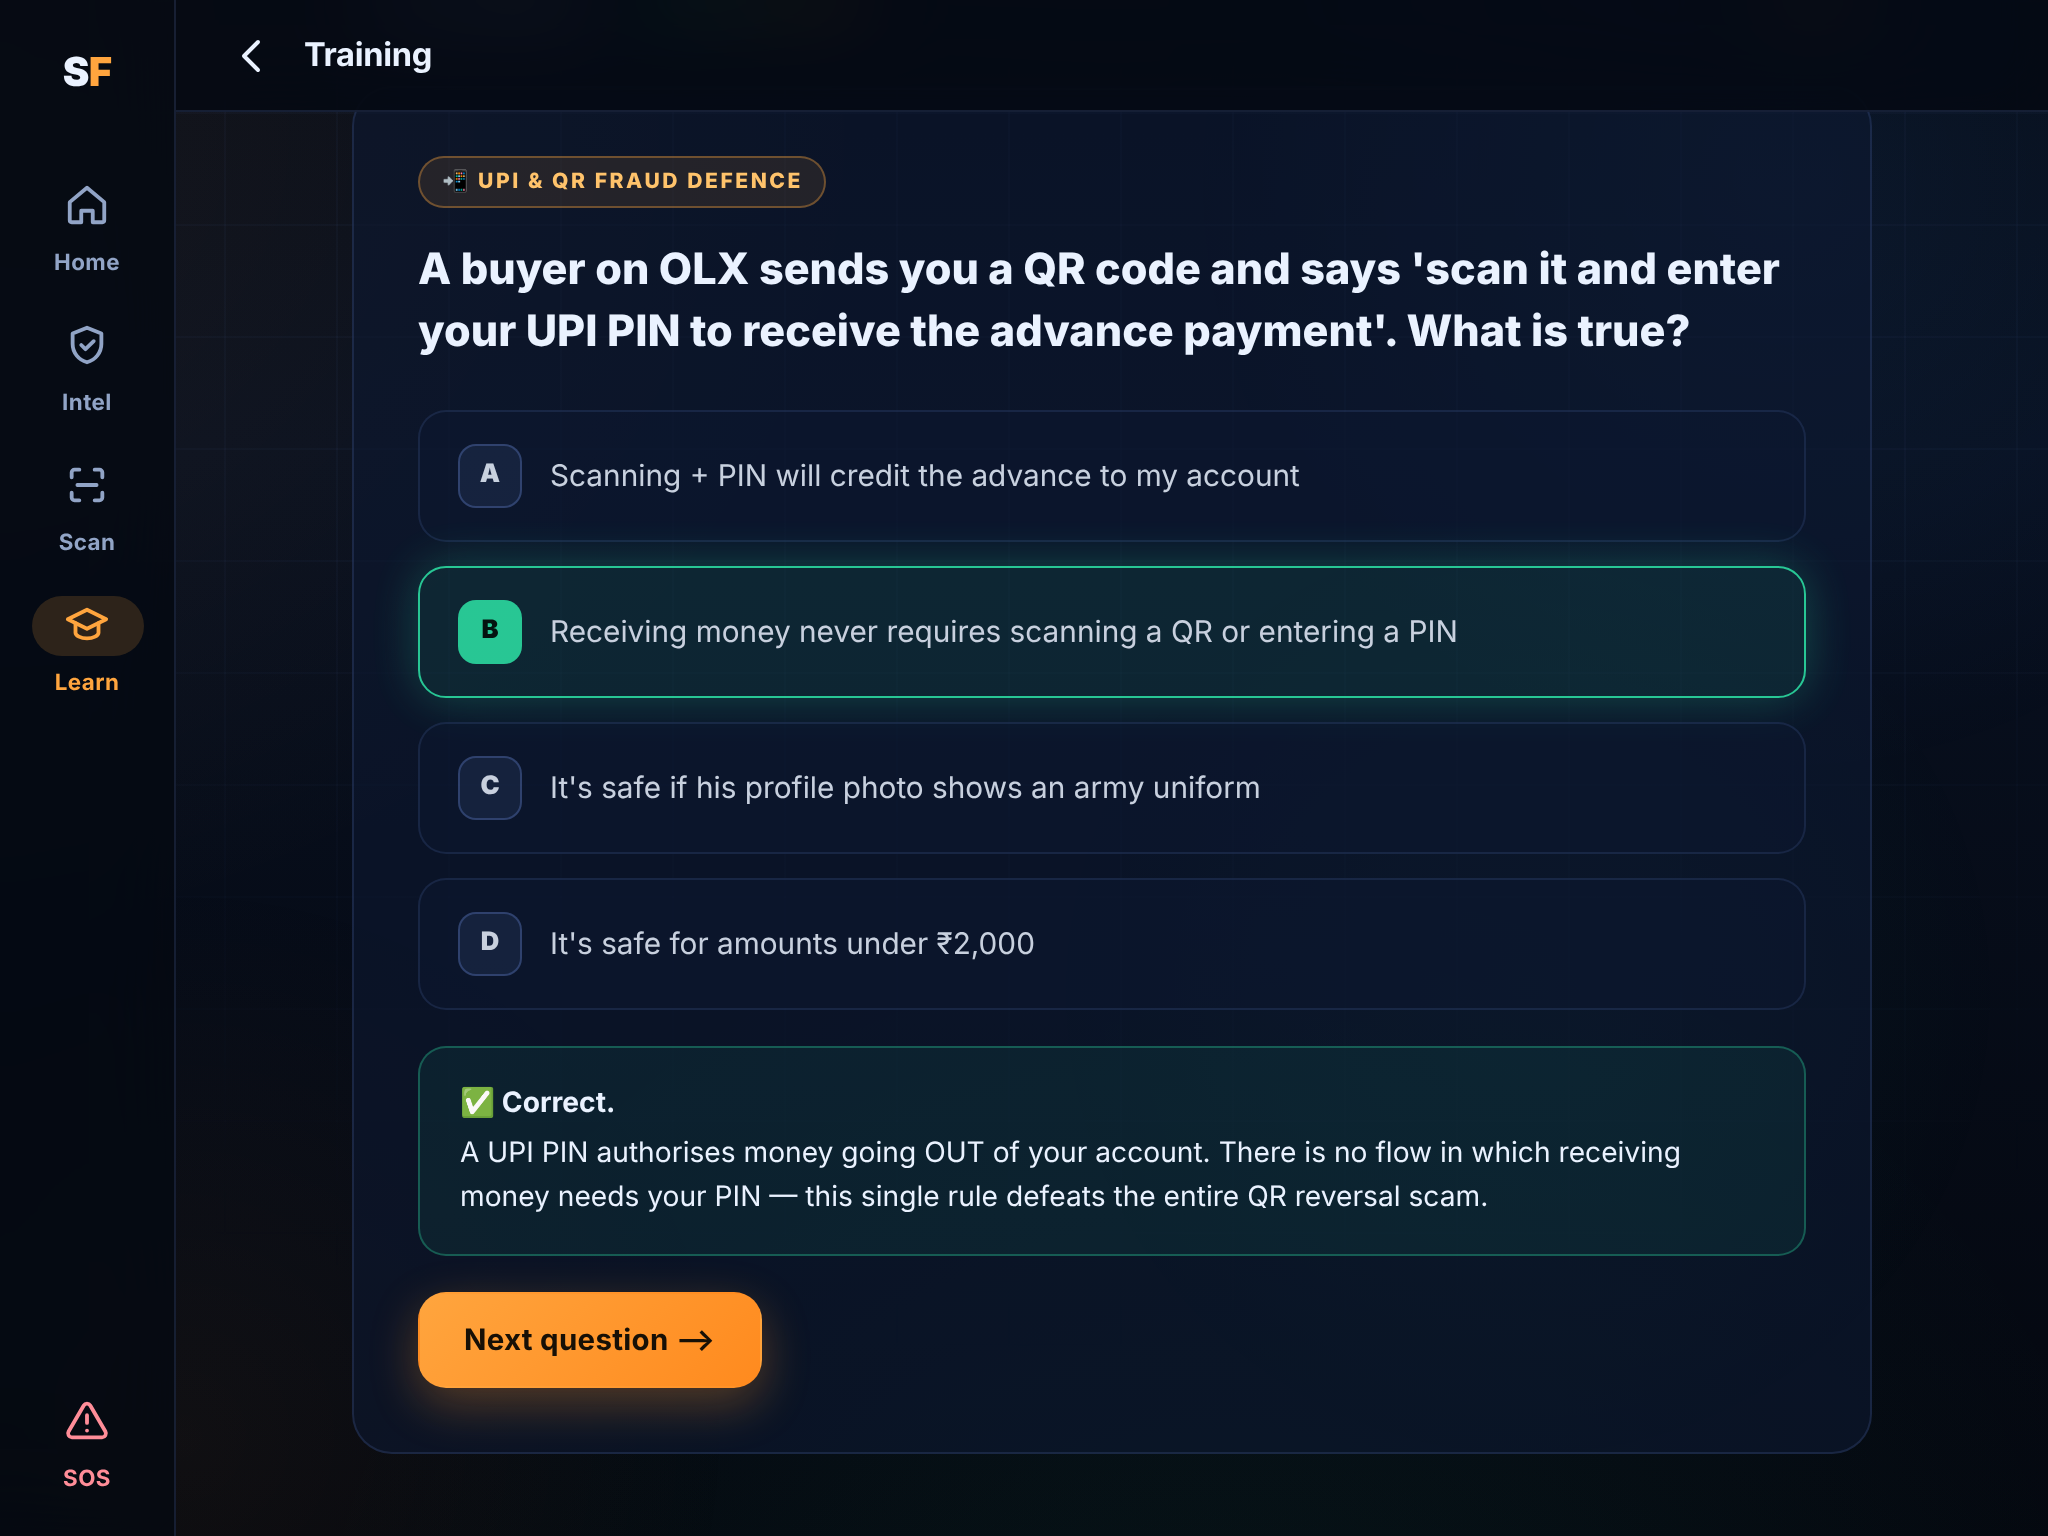 SF
Training
Home
Intel
Scan
Learn
SOS
UPI & QR FRAUD DEFENCE
A buyer on OLX sends you a QR code and says 'scan it and enter
your UPI PIN to receive the advance payment'. What is true?
A Scanning + PIN will credit the advance to my account
B Receiving money never requires scanning a QR or entering a PIN
C It's safe if his profile photo shows an army uniform
D It's safe for amounts under ₹2,000
✅ Correct.
A UPI PIN authorises money going OUT of your account. There is no flow in which receiving
money needs your PIN — this single rule defeats the entire QR reversal scam.
Next question →